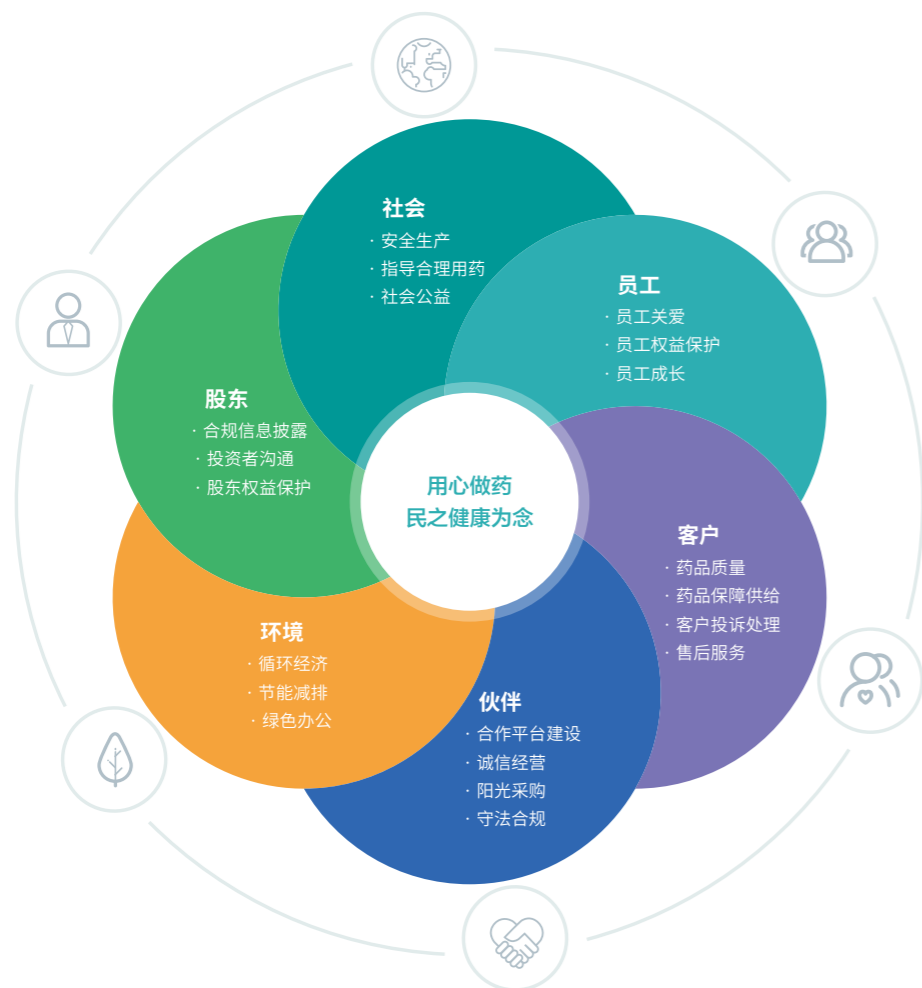 社会
· 安全生产
· 指导合理用药
· 社会公益
员工
· 员工关爱
· 员工权益保护
· 员工成长
股东
· 合规信息披露
· 投资者沟通
· 股东权益保护
用心做药
民之健康为念
客户
· 药品质量
· 药品保障供给
· 客户投诉处理
· 售后服务
环境
· 循环经济
· 节能减排
· 绿色办公
伙伴
· 合作平台建设
· 诚信经营
· 阳光采购
· 守法合规